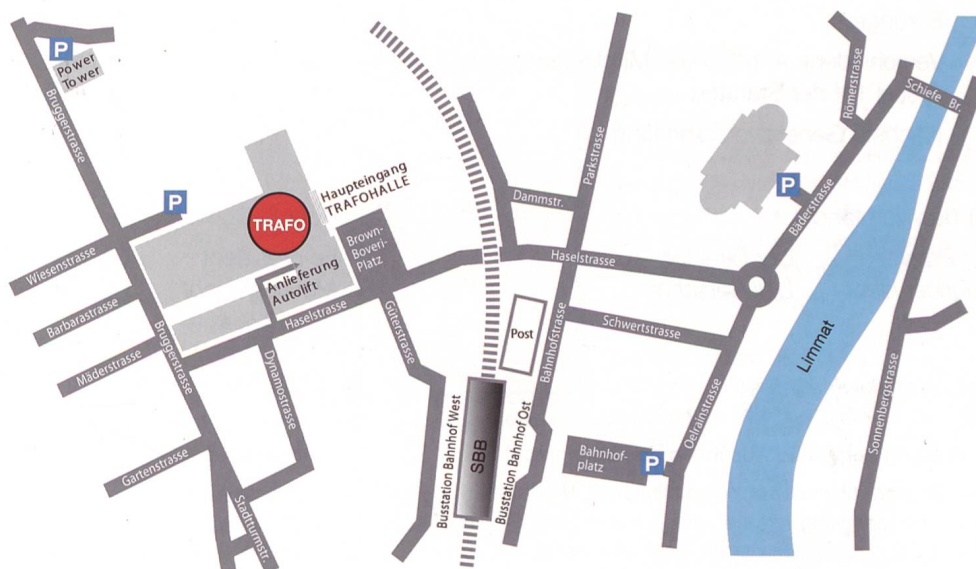 P
Power
Tower
Bruggerstrasse
P
Haupteingang
TRAFOHALLE
TRAFO
Brown-
Boveri-
Platz
Wiesenstrasse
Anlieferung
Autolift
Barbarastrasse
Haselstrasse
Mäderstrasse
Bruggerstrasse
Dynamostrasse
Güterstrasse
Gartenstrasse
Stadtturmstr.
Parkstrasse
Dammstr.
Haselstrasse
Post
Bahnhofstrasse
Schwertstrasse
Busstation Bahnhof West
SBB
Busstation Bahnhof Ost
Bahnhof-
platz
P
Oelrainstrasse
Römerstrasse
P
Bäderstrasse
Schiefe Br.
Limmat
Sonnenbergstrasse